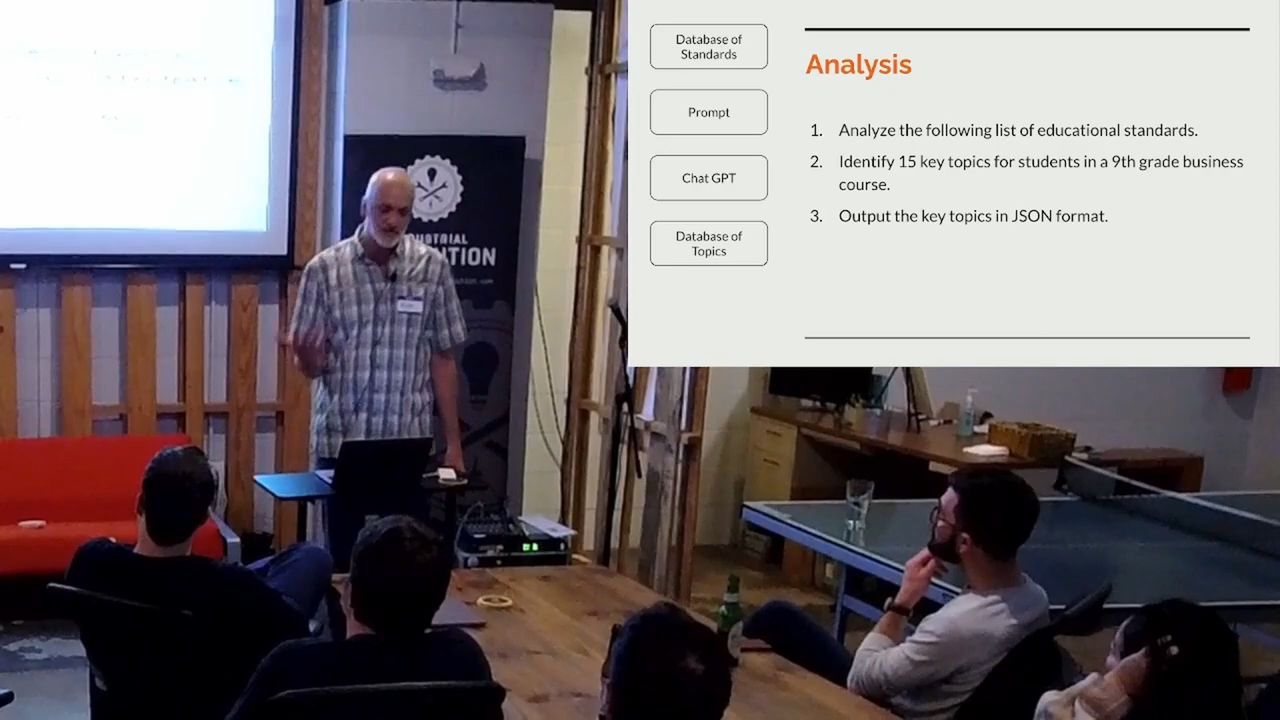 Database of
Standards
Prompt
Chat GPT
Database of
Topics
Analysis
1. Analyze the following list of educational standards.
2. Identify 15 key topics for students in a 9th grade business
course.
3. Output the key topics in JSON format.